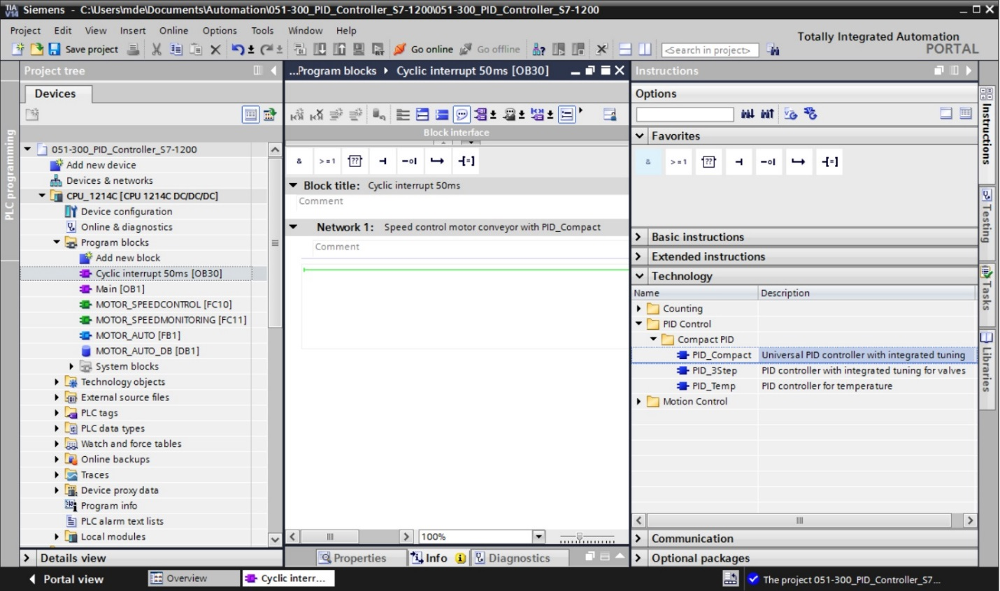 TIA
V14
Siemens - C:\Users\mde\Documents\Automation\051-300_PID_Controller_S7-1200\051-300_PID_Controller_S7-1200
Project Edit View Insert Online Options Tools Window Help
Totally Integrated Automation
PORTAL
Save project
Go online
Go offline
<Search in project>
PLC programming
Project tree
Devices
051-300_PID_Controller_S7-1200
Add new device
Devices & networks
CPU_1214C [CPU 1214C DC/DC/DC]
Device configuration
Online & diagnostics
Program blocks
Add new block
Cyclic interrupt 50ms [OB30]
Main [OB1]
MOTOR_SPEEDCONTROL [FC10]
MOTOR_SPEEDMONITORING [FC11]
MOTOR_AUTO [FB1]
MOTOR_AUTO_DB [DB1]
System blocks
Technology objects
External source files
PLC tags
PLC data types
Watch and force tables
Online backups
Traces
Device proxy data
Program info
PLC alarm text lists
Local modules
Details view
...Program blocks Cyclic interrupt 50ms [OB30]
Block interface
& >=1 ??
Block title: Cyclic interrupt 50ms
Comment
Network 1: Speed control motor conveyor with PID_Compact
Comment
100%
Properties Info Diagnostics
Instructions
Options
Favorites
& >=1 ??
Basic instructions
Extended instructions
Technology
Name Description
Counting
PID Control
Compact PID
PID_Compact Universal PID controller with integrated tuning
PID_3Step PID controller with integrated tuning for valves
PID_Temp PID controller for temperature
Motion Control
Communication
Optional packages
Instructions
Testing
Tasks
Libraries
Portal view
Overview
Cyclic interr...
The project 051-300_PID_Controller_S7...